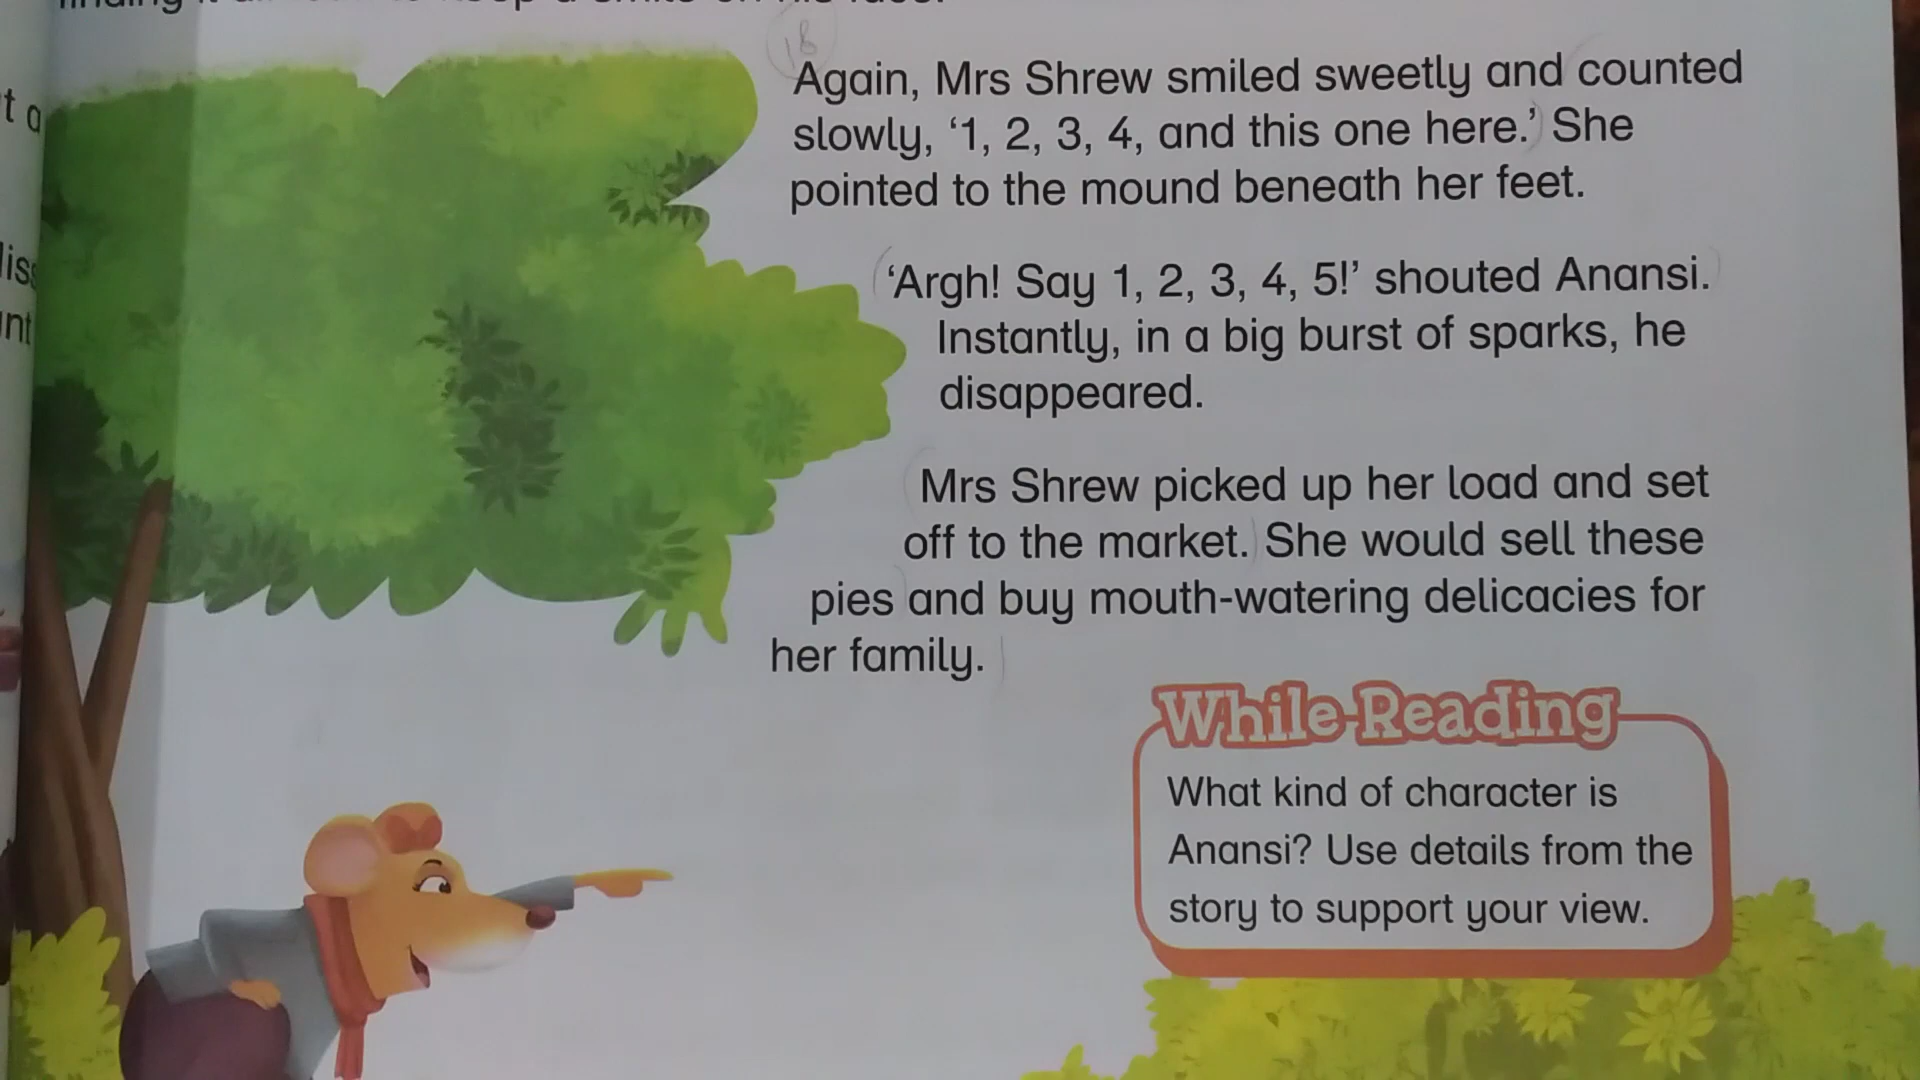 his face.
18
Again, Mrs Shrew smiled sweetly and counted
slowly, ‘1, 2, 3, 4, and this one here.’ She
pointed to the mound beneath her feet.
‘Argh! Say 1, 2, 3, 4, 5!’ shouted Anansi.
Instantly, in a big burst of sparks, he
disappeared.
Mrs Shrew picked up her load and set
off to the market. She would sell these
pies and buy mouth-watering delicacies for
her family.
While-Reading
What kind of character is
Anansi? Use details from the
story to support your view.